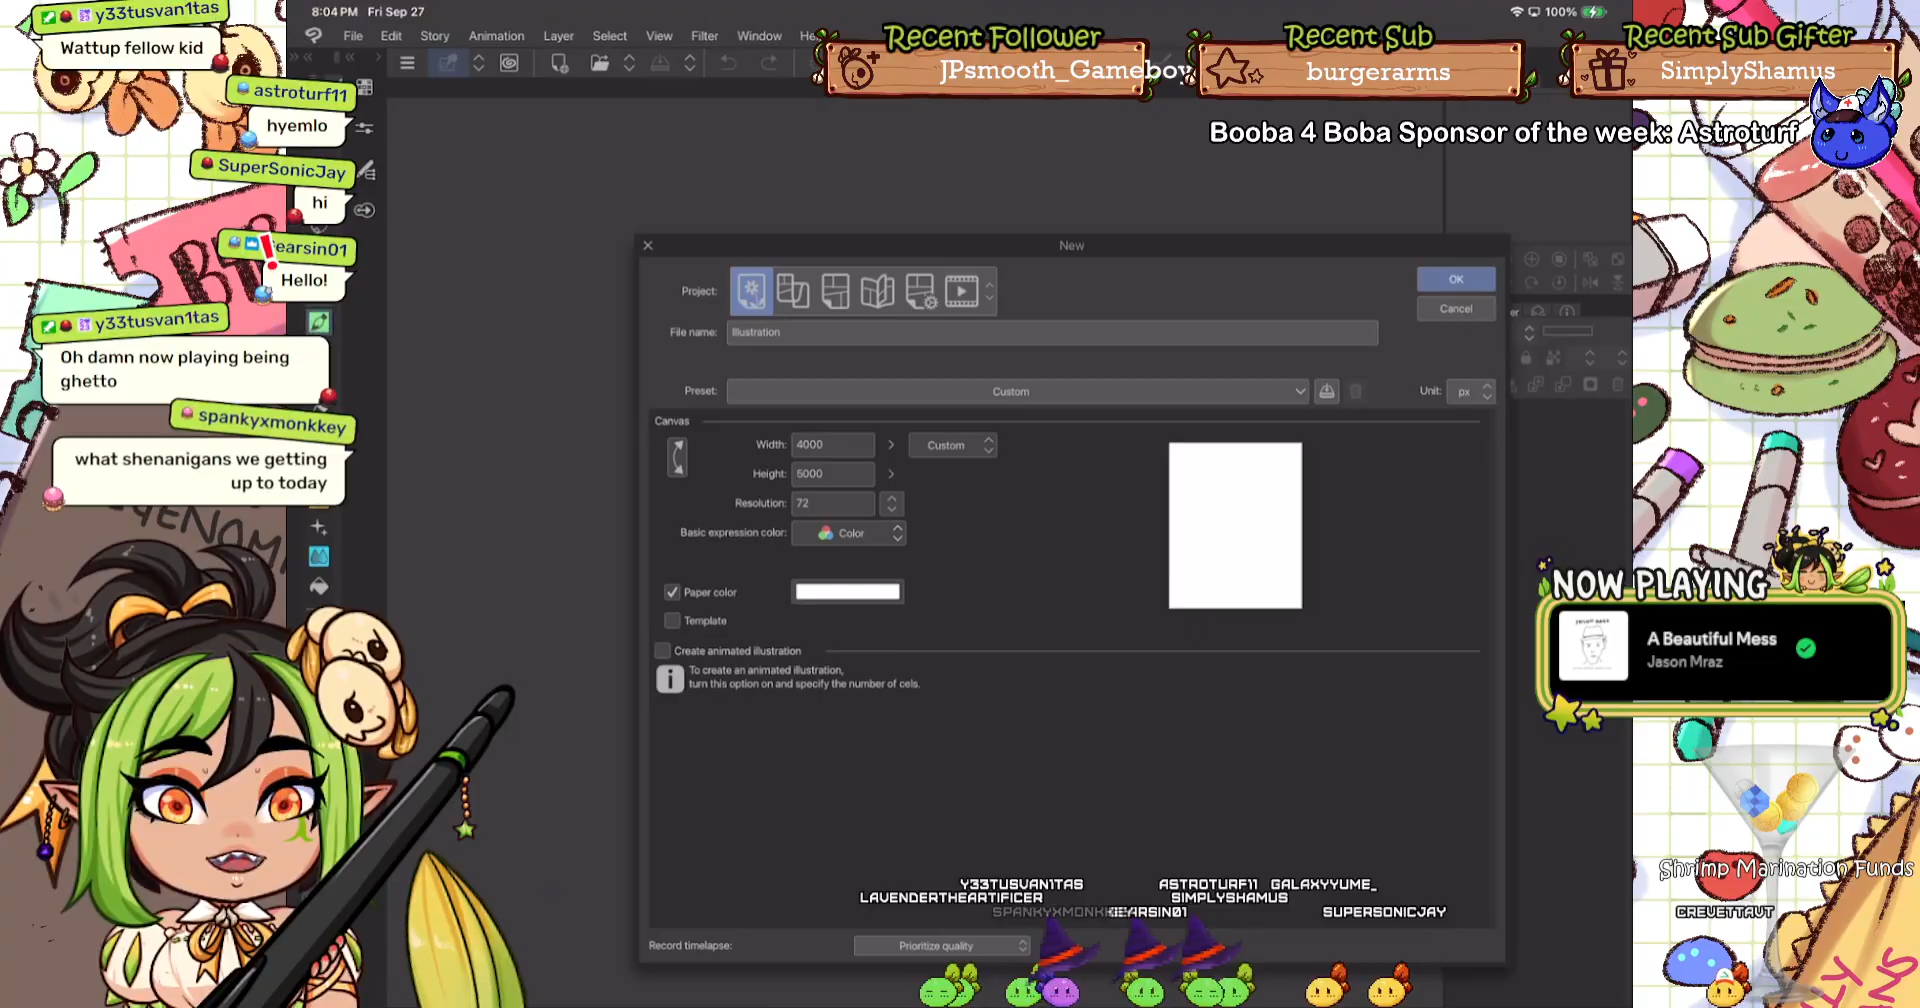 8:04 PM Fri Sep 27
100%
File Edit Story Animation Layer Select View Filter Window
Recent Follower
JPsmooth_Gameboy
Recent Sub
burgerarms
Recent Sub Gifter
SimplyShamus
Booba 4 Boba Sponsor of the week: Astroturf
y33tusvan1tas
Wattup fellow kid
astroturf11
hyemlo
SuperSonicJay
hi
earsin01
Hello!
y33tusvan1tas
Oh damn now playing being
ghetto
spankyxmonkkey
what shenanigans we getting
up to today
New
Project:
OK
Cancel
File name: Illustration
Preset: Custom
Unit: px
Canvas
Width: 4000
Custom
Height: 5000
Resolution: 72
Basic expression color: Color
Paper color
Template
Create animated illustration
To create an animated illustration,
turn this option on and specify the number of cels.
Record timelapse: Prioritize quality
NOW PLAYING
A Beautiful Mess
Jason Mraz
Shrimp Marination Funds
CREVETTAVT
Y33TUSVAN1TAS ASTROTURF11 GALAXYYUME_
LAVENDERTHEARTIFICER SIMPLYSHAMUS
GEARSIN01 SUPERSONICJAY